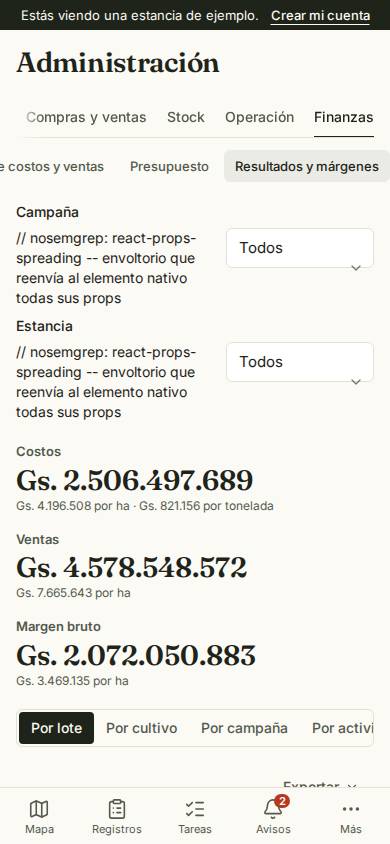 Estás viendo una estancia de ejemplo. Crear mi cuenta
Administración
Compras y ventas Stock Operación Finanzas
e costos y ventas Presupuesto Resultados y márgenes
Campaña
// nosemgrep: react-props-
spreading -- envoltorio que
reenvía al elemento nativo
todas sus props
Todos
Estancia
// nosemgrep: react-props-
spreading -- envoltorio que
reenvía al elemento nativo
todas sus props
Todos
Costos
Gs. 2.506.497.689
Gs. 4.196.508 por ha · Gs. 821.156 por tonelada
Ventas
Gs. 4.578.548.572
Gs. 7.665.643 por ha
Margen bruto
Gs. 2.072.050.883
Gs. 3.469.135 por ha
Por lote Por cultivo Por campaña Por activi
Exportar
2
Mapa Registros Tareas Avisos Más